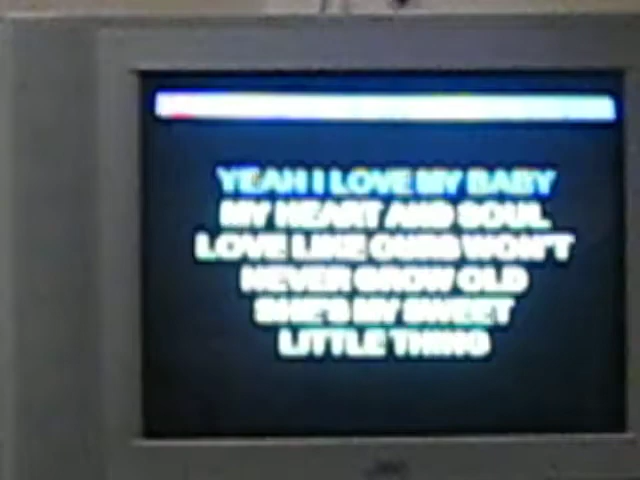 YEAH I LOVE MY BABY
MY HEART AND SOUL
LOVE LIKE OURS WON'T
NEVER GROW OLD
SHE'S MY SWEET
LITTLE THING